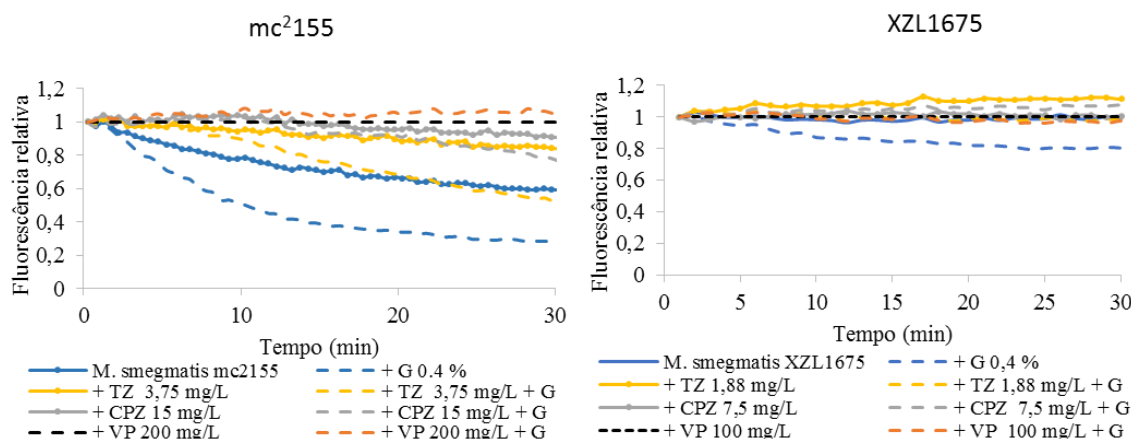 mc²155
Fluorescência relativa
1,2
1
0,8
0,6
0,4
0,2
0
0 10 20 30
Tempo (min)
M. smegmatis mc2155 + G 0.4 %
+ TZ 3,75 mg/L + TZ 3,75 mg/L + G
+ CPZ 15 mg/L + CPZ 15 mg/L + G
+ VP 200 mg/L + VP 200 mg/L + G
XZL1675
Fluorescência relativa
1,2
1
0,8
0,6
0,4
0,2
0
0 5 10 15 20 25 30
Tempo (min)
M. smegmatis XZL1675 + G 0,4 %
+ TZ 1,88 mg/L + TZ 1,88 mg/L + G
+ CPZ 7,5 mg/L + CPZ 7,5 mg/L + G
+ VP 100 mg/L + VP 100 mg/L + G